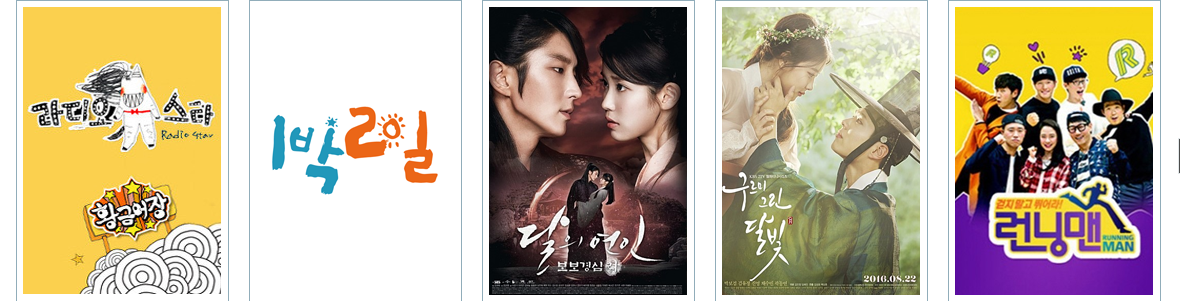 라디오 스타
Radio Star
황금어장
1박2일
달의 연인
보보경심 려
구르미
그린
달빛
2016.08.22
R
걷지 말고 뛰어라!
런닝맨
RUNNING
MAN